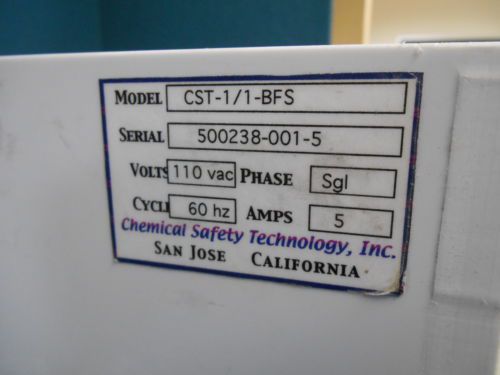 MODEL CST-1/1-BFS
SERIAL 500238-001-5
VOLTS 110 vac PHASE Sgl
CYCL 60 hz AMPS 5
Chemical Safety Technology, Inc.
SAN JOSE CALIFORNIA